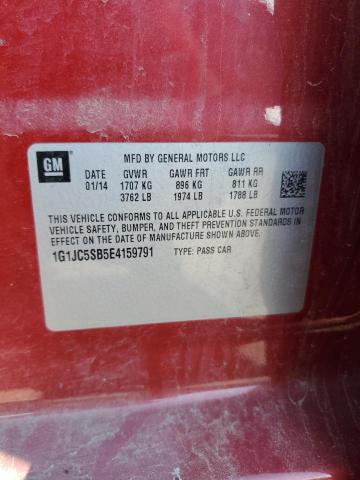 GM
MFD BY GENERAL MOTORS LLC
DATE GVWR GAWR FRT GAWR RR
01/14 1707 KG 896 KG 811 KG
3762 LB 1974 LB 1788 LB
THIS VEHICLE CONFORMS TO ALL APPLICABLE U.S. FEDERAL MOTOR
VEHICLE SAFETY, BUMPER, AND THEFT PREVENTION STANDARDS IN
EFFECT ON THE DATE OF MANUFACTURE SHOWN ABOVE.
1G1JC5SB5E4159791 TYPE: PASS CAR